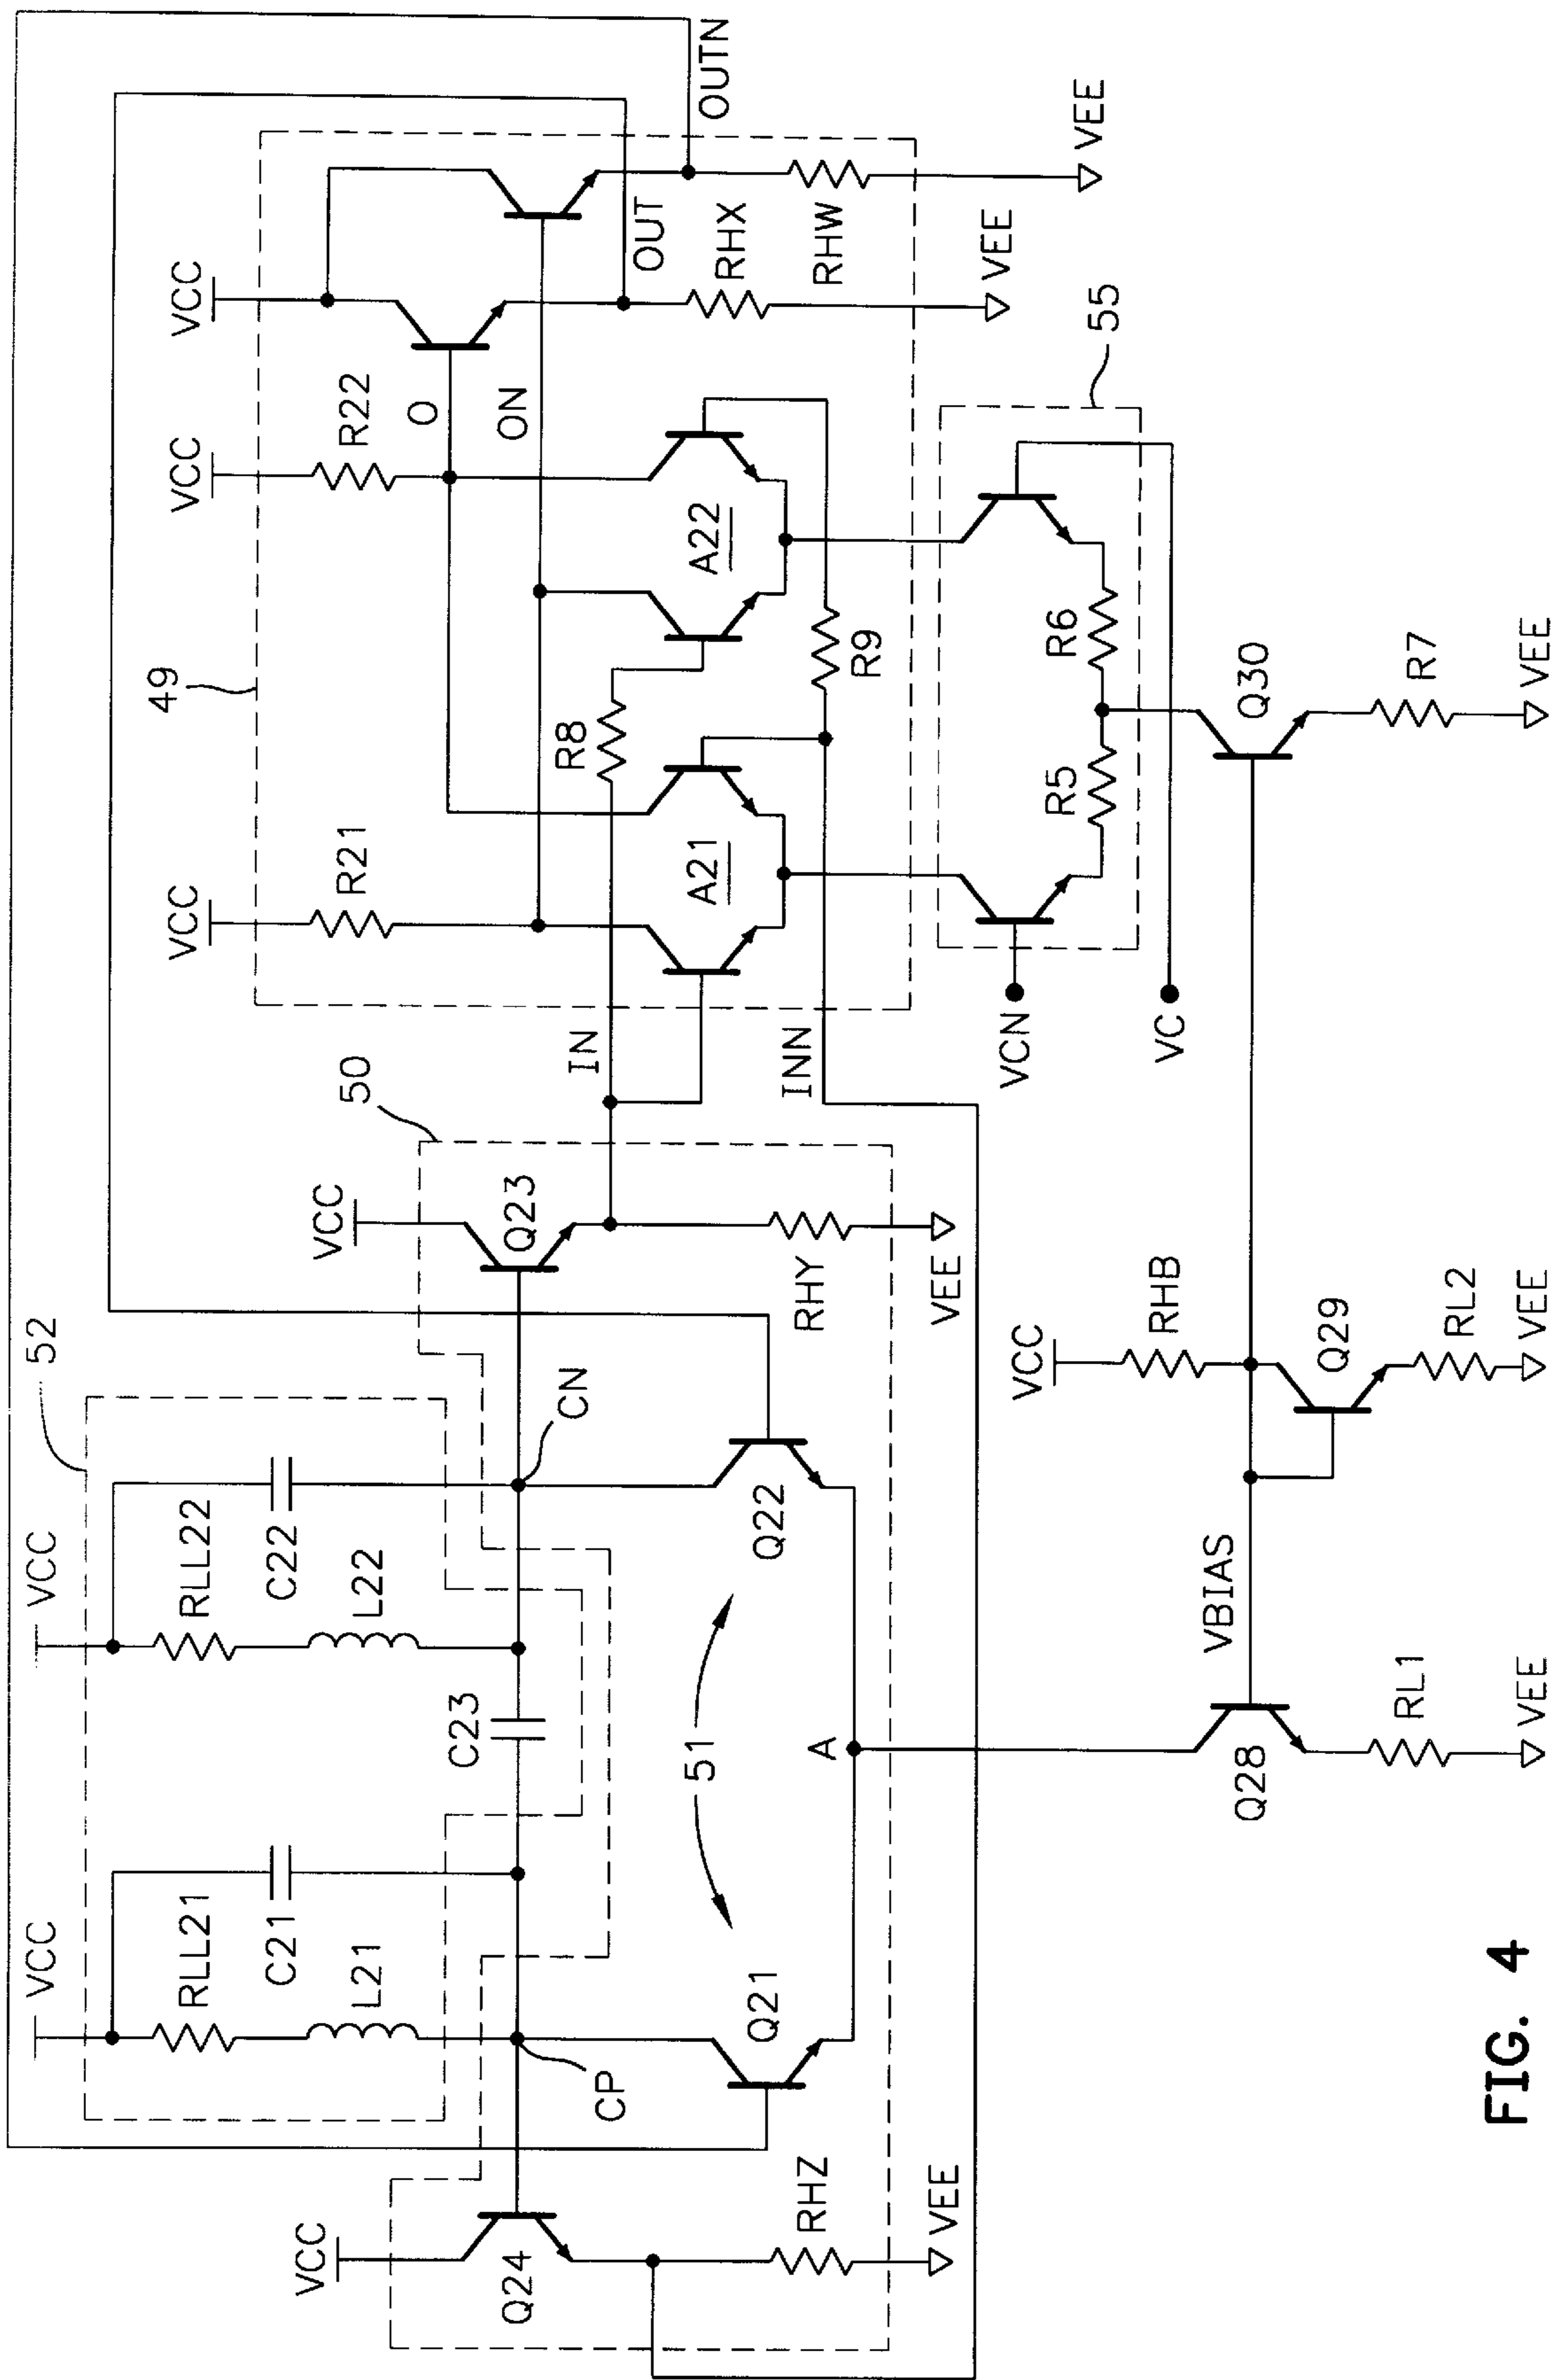 52
VCC
VCC
RLL21
C21
L21
RLL22
C22
L22
C23
CP
CN
VCC
Q24
RHZ
VEE
Q21
51
Q22
A
50
VCC
Q23
RHY
VEE
IN
INN
49
VCC
R21
VCC
R22
VCC
O
ON
A21
R8
A22
R9
OUT
OUTN
RHX
RHW
VEE
VEE
55
VCN
VC
R5
R6
VBIAS
Q28
RL1
VEE
VCC
RHB
Q29
RL2
VEE
Q30
R7
VEE
FIG. 4